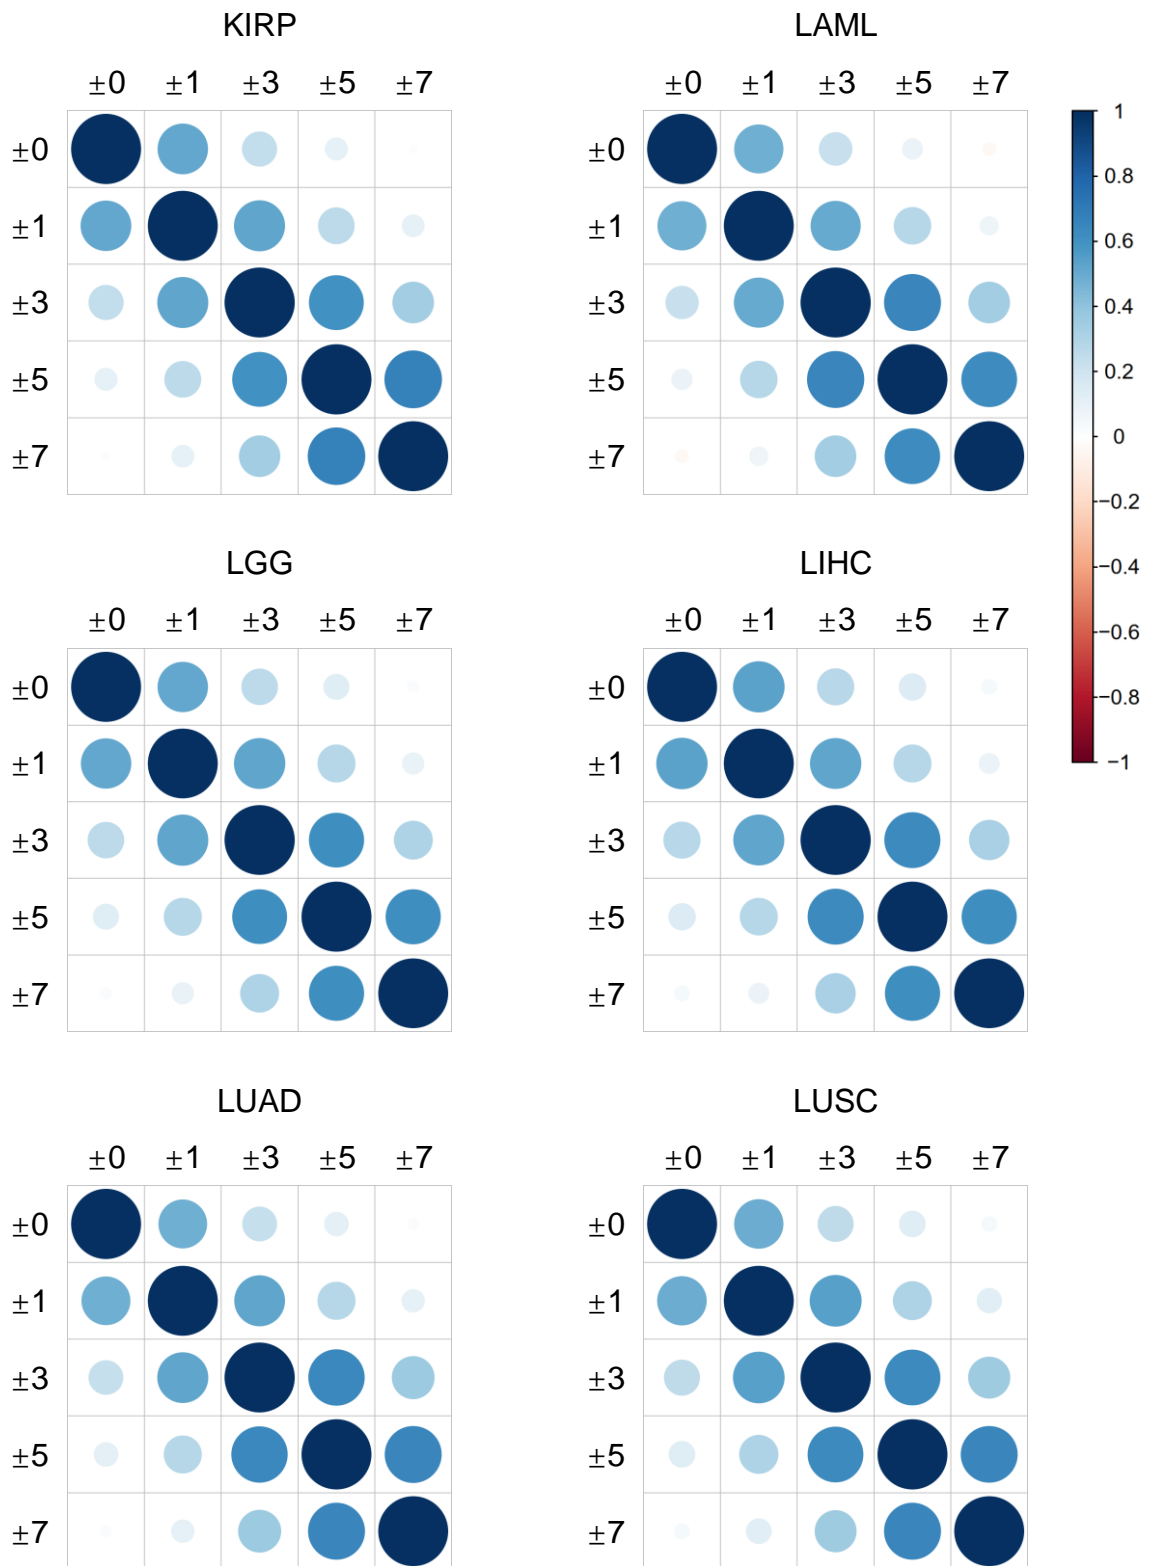 KIRP LAML
±0 ±1 ±3 ±5 ±7 ±0 ±1 ±3 ±5 ±7
±0 ±0 1
±1 ±1 0.8
±3 ±3 0.6
±5 ±5 0.4
±7 ±7 0.2
0
−0.2
−0.4
−0.6
−0.8
−1
LGG LIHC
±0 ±1 ±3 ±5 ±7 ±0 ±1 ±3 ±5 ±7
±0 ±0
±1 ±1
±3 ±3
±5 ±5
±7 ±7
LUAD LUSC
±0 ±1 ±3 ±5 ±7 ±0 ±1 ±3 ±5 ±7
±0 ±0
±1 ±1
±3 ±3
±5 ±5
±7 ±7